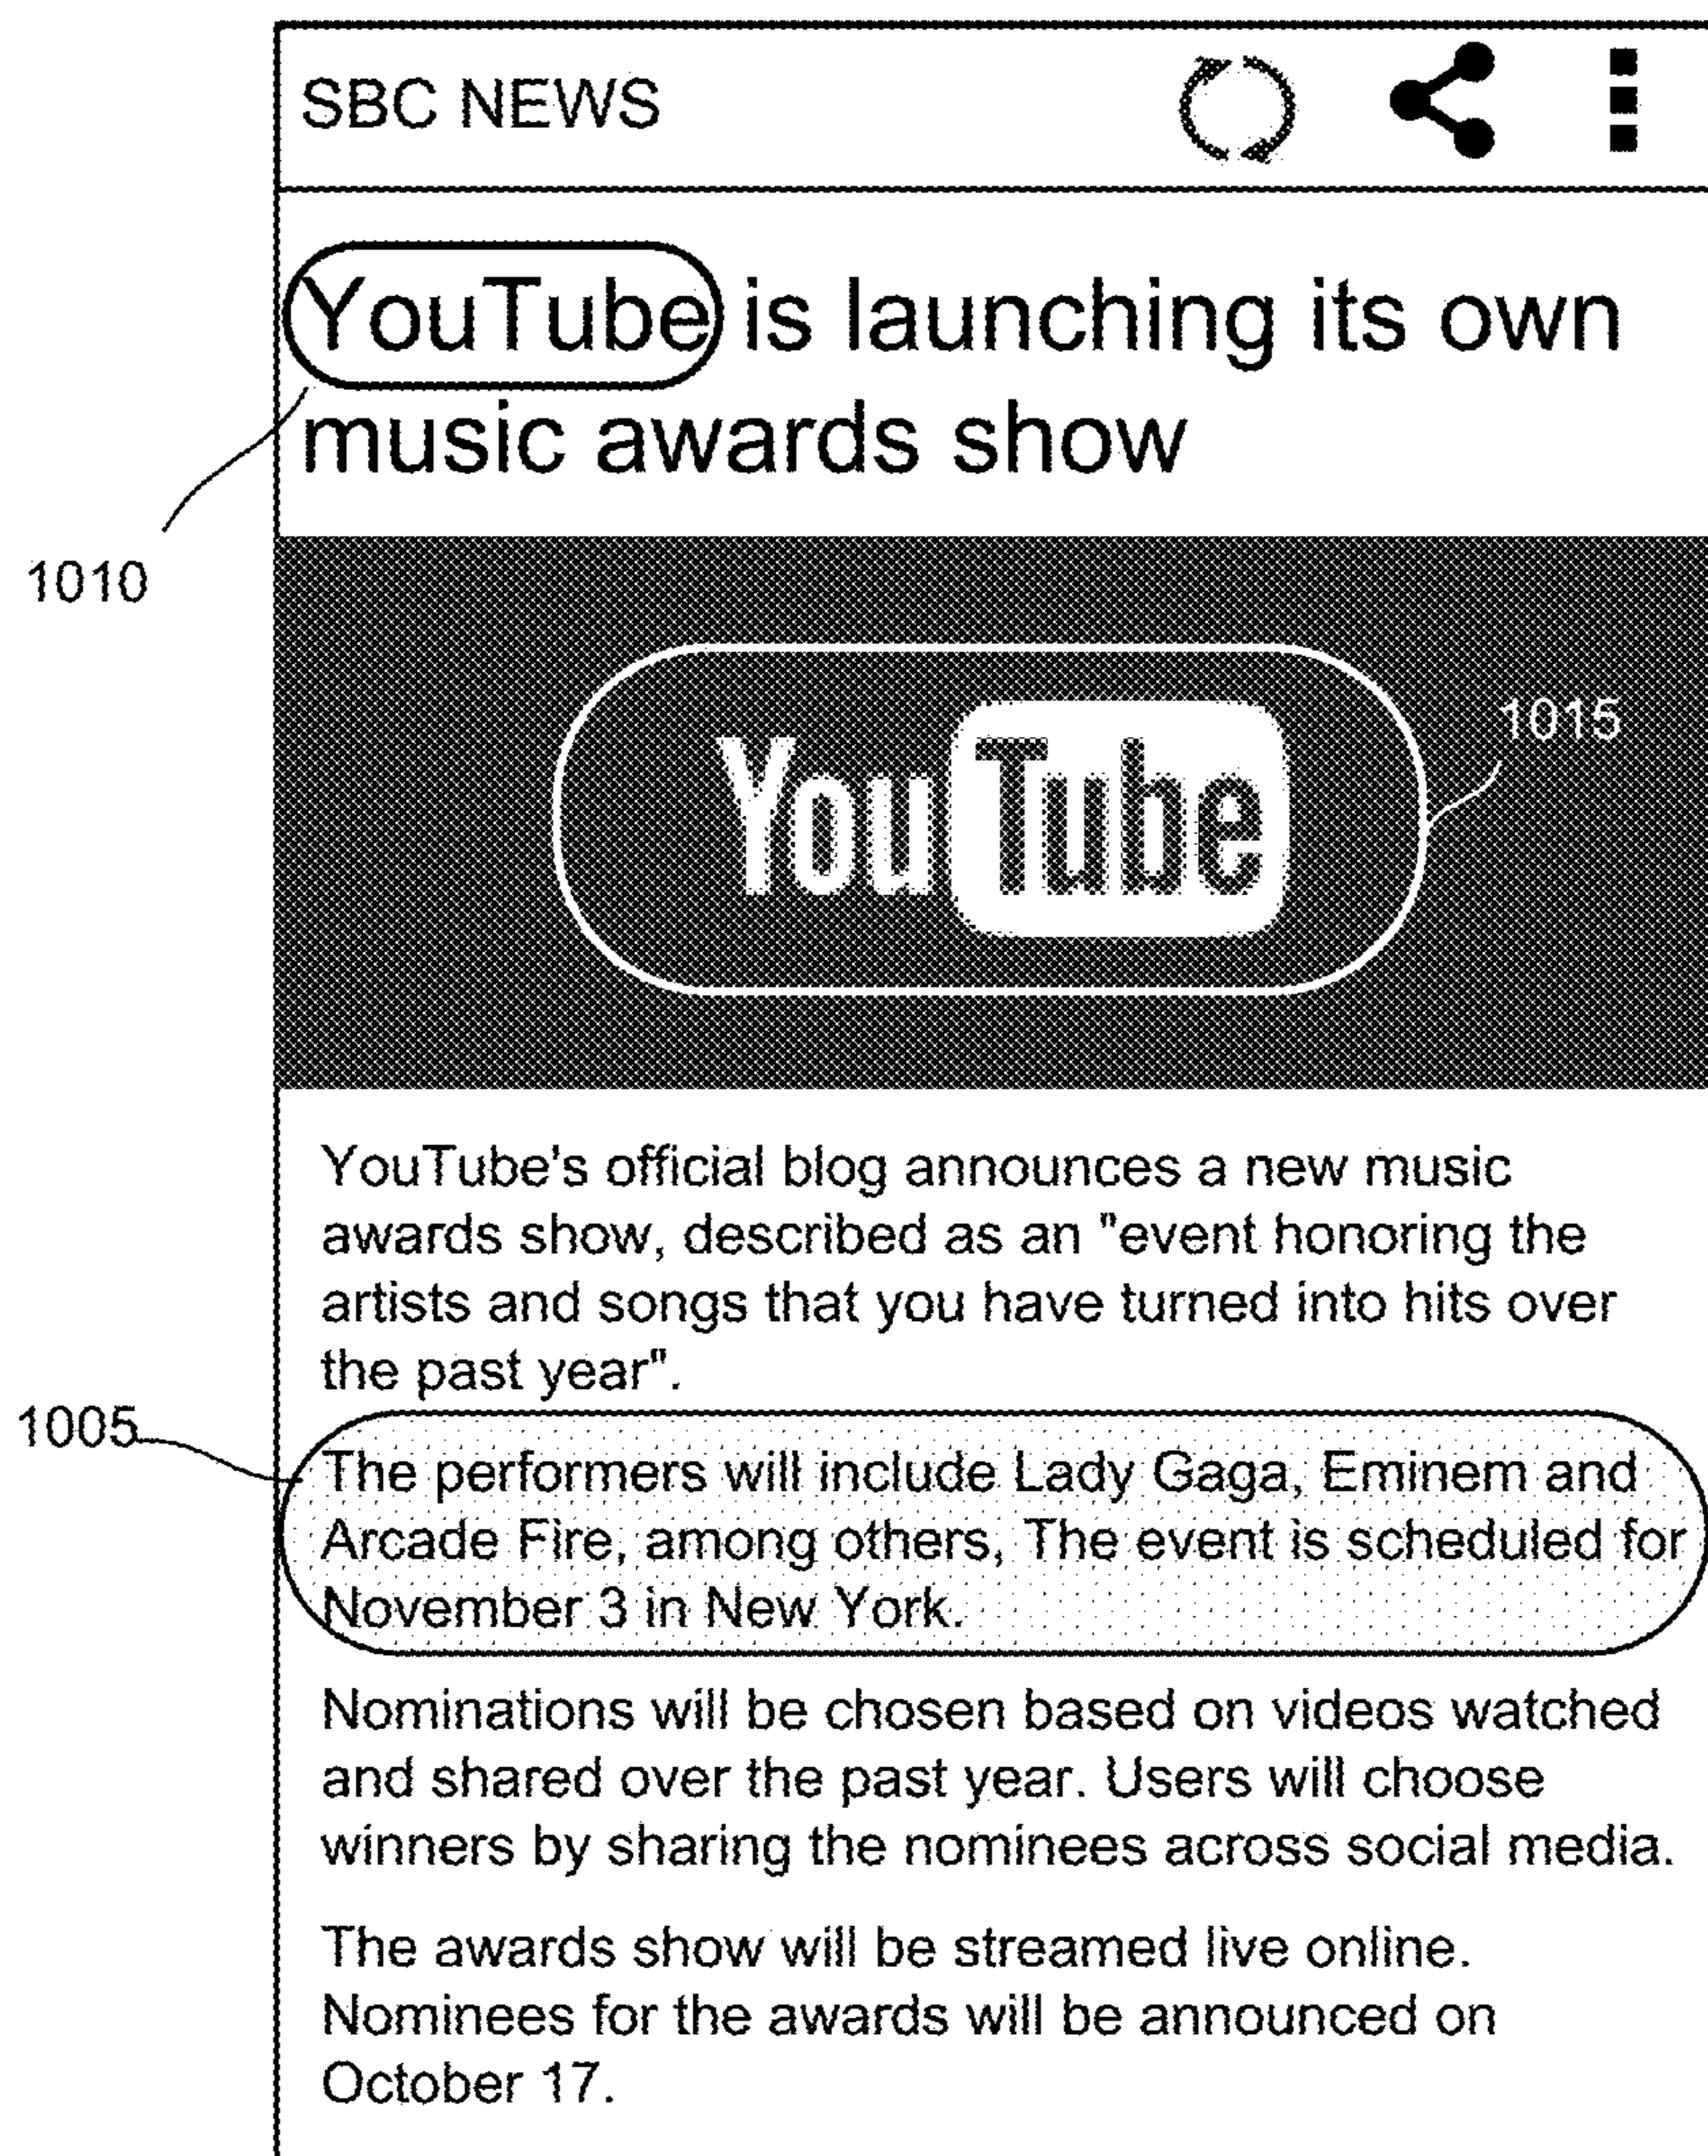 SBC NEWS
YouTube is launching its own
music awards show
1010
1015
YouTube
YouTube's official blog announces a new music
awards show, described as an "event honoring the
artists and songs that you have turned into hits over
the past year".
1005
The performers will include Lady Gaga, Eminem and
Arcade Fire, among others, The event is scheduled for
November 3 in New York.
Nominations will be chosen based on videos watched
and shared over the past year. Users will choose
winners by sharing the nominees across social media.
The awards show will be streamed live online.
Nominees for the awards will be announced on
October 17.